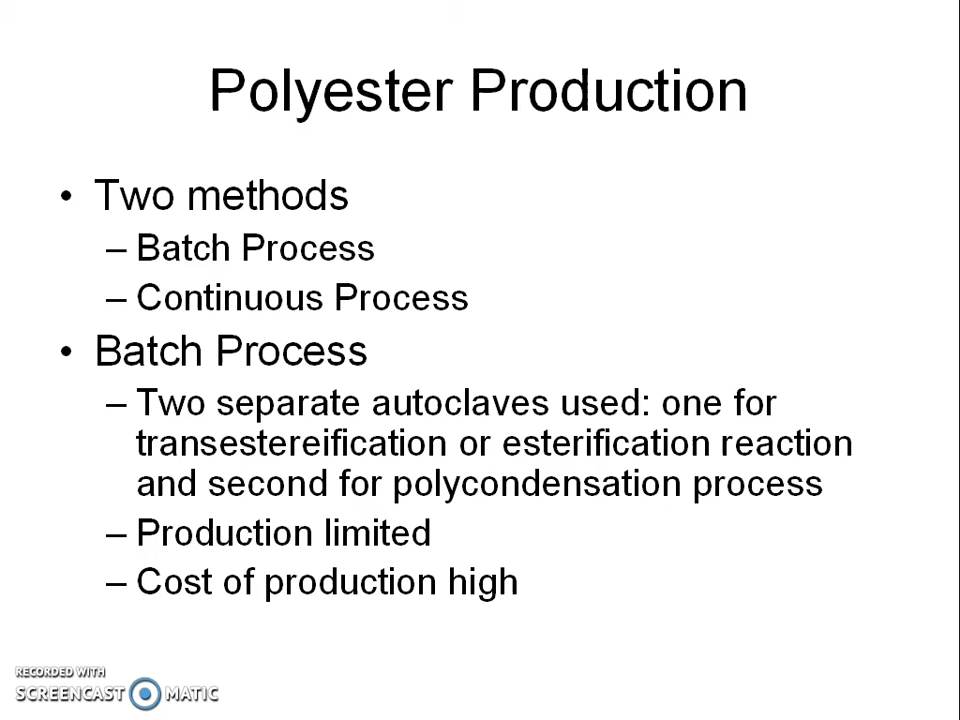 Polyester Production
• Two methods
– Batch Process
– Continuous Process
• Batch Process
– Two separate autoclaves used: one for
transestereification or esterification reaction
and second for polycondensation process
– Production limited
– Cost of production high
RECORDED WITH
SCREENCAST MATIC